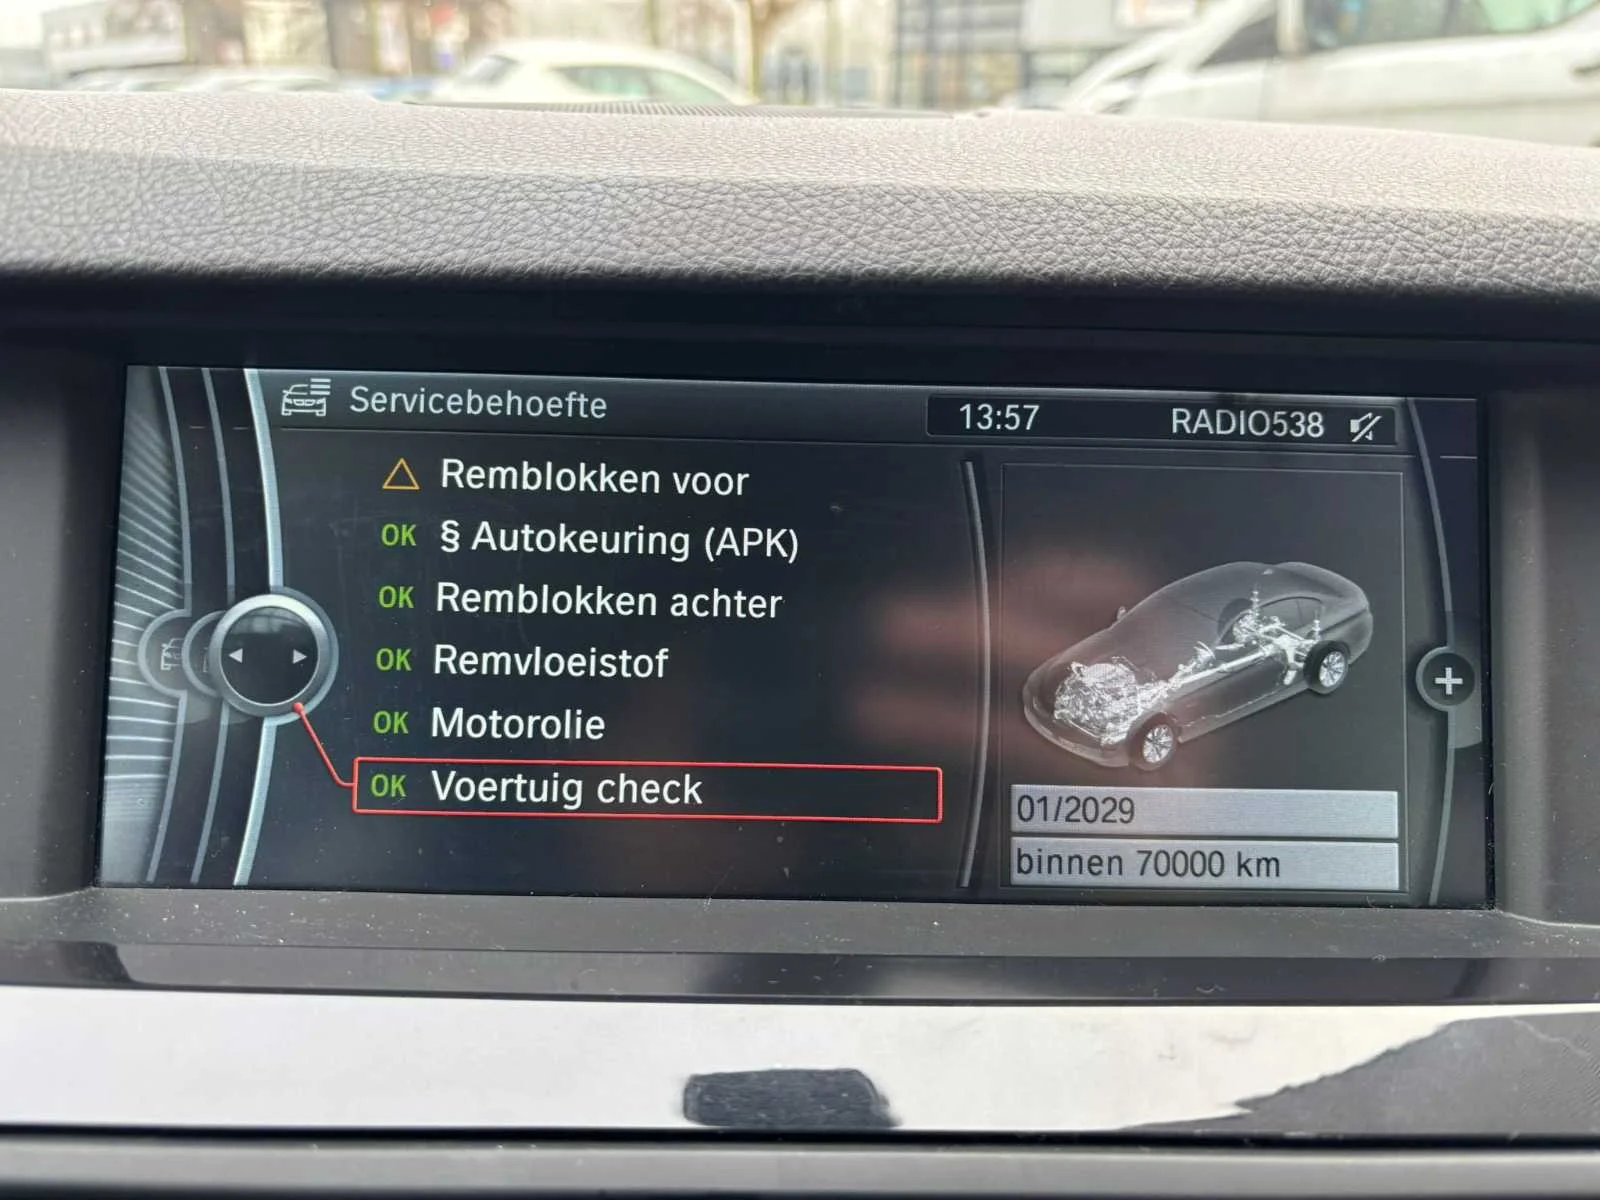 Servicebehoefte
13:57 RADIO538
Remblokken voor
OK § Autokeuring (APK)
OK Remblokken achter
OK Remvloeistof
OK Motorolie
OK Voertuig check
01/2029
binnen 70000 km